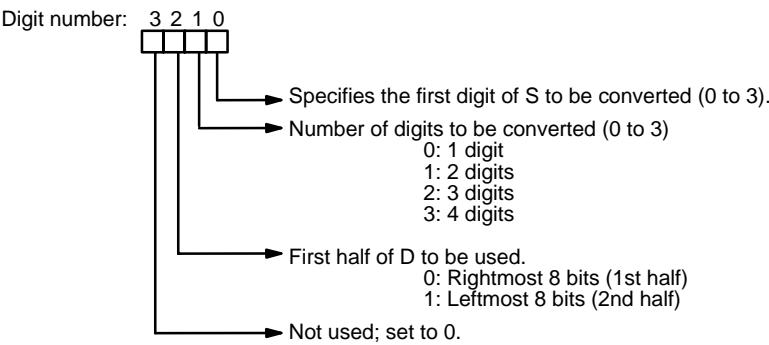 Digit number: 3 2 1 0
Specifies the first digit of S to be converted (0 to 3).
Number of digits to be converted (0 to 3)
0: 1 digit
1: 2 digits
2: 3 digits
3: 4 digits
First half of D to be used.
0: Rightmost 8 bits (1st half)
1: Leftmost 8 bits (2nd half)
Not used; set to 0.